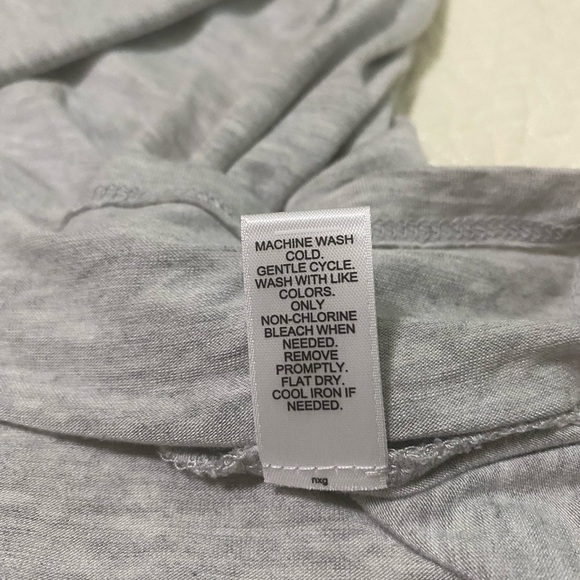 MACHINE WASH
COLD.
GENTLE CYCLE.
WASH WITH LIKE
COLORS.
ONLY
NON-CHLORINE
BLEACH WHEN
NEEDED.
REMOVE
PROMPTLY.
FLAT DRY.
COOL IRON IF
NEEDED.
nxg